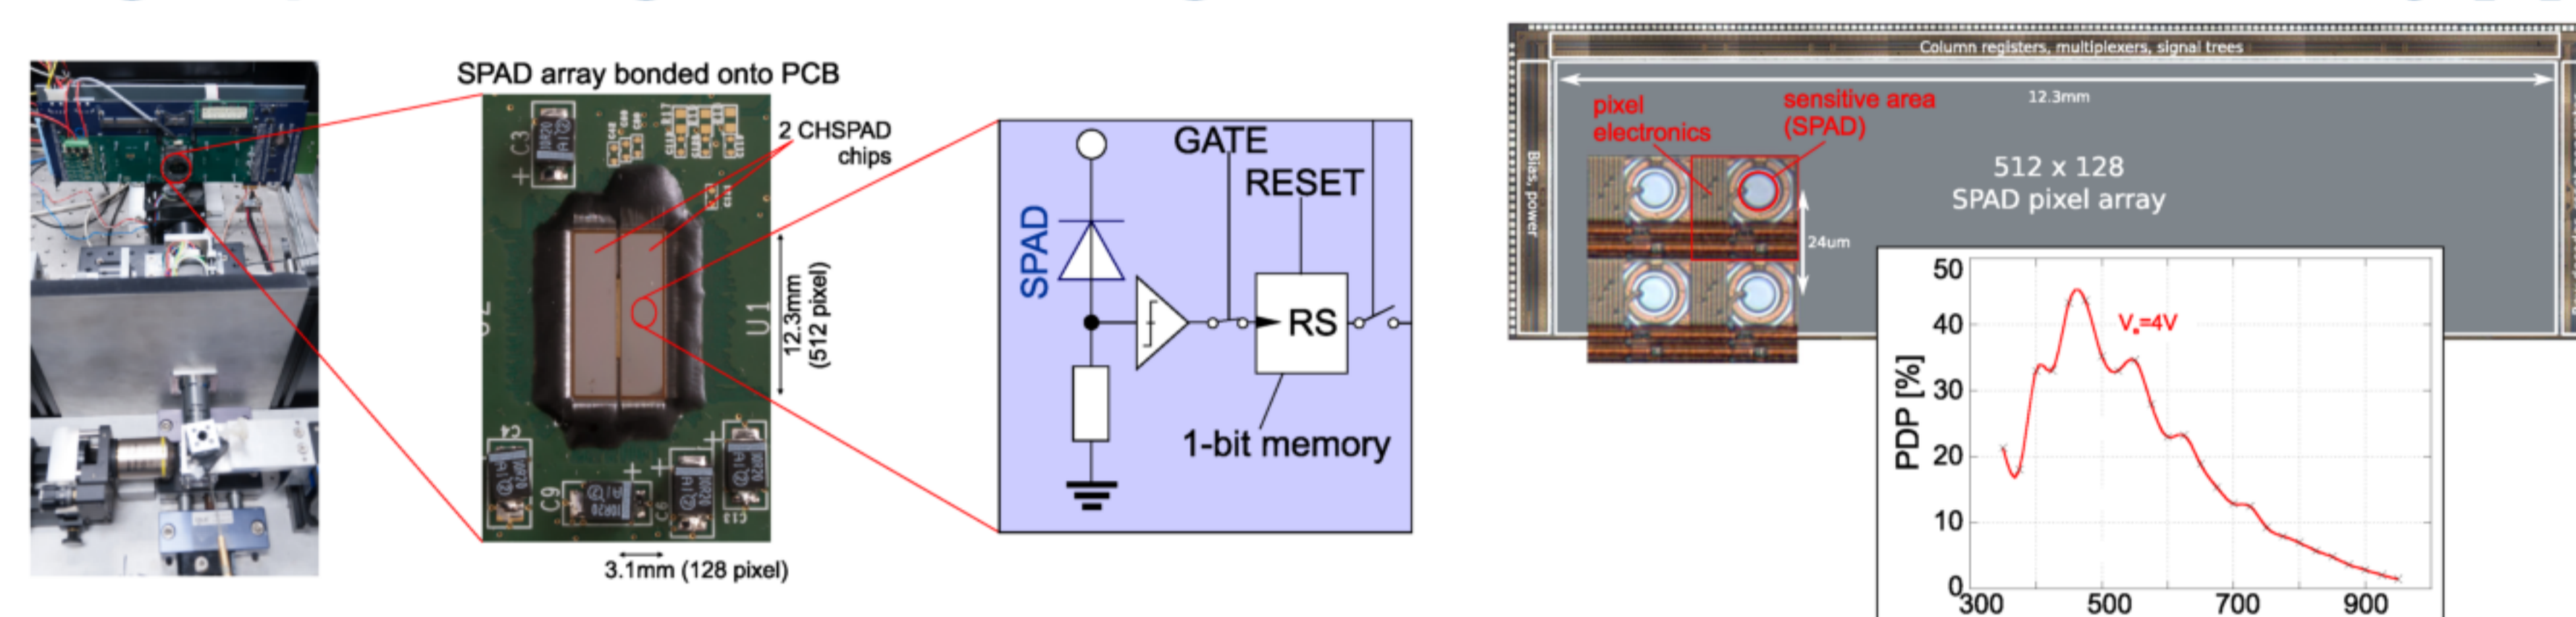 SPAD array bonded onto PCB
2 CHSPAD
chips
C3
+
U1
12.3mm
(512 pixel)
C4
C9
C6
C13
+
+
+
3.1mm (128 pixel)
GATE
RESET
SPAD
RS
1-bit memory
Column registers, multiplexers, signal trees
12.3mm
Bias, power
pixel
electronics
sensitive area
(SPAD)
512 x 128
SPAD pixel array
24um
PDP [%]
50
40
30
20
10
0
300
500
700
900